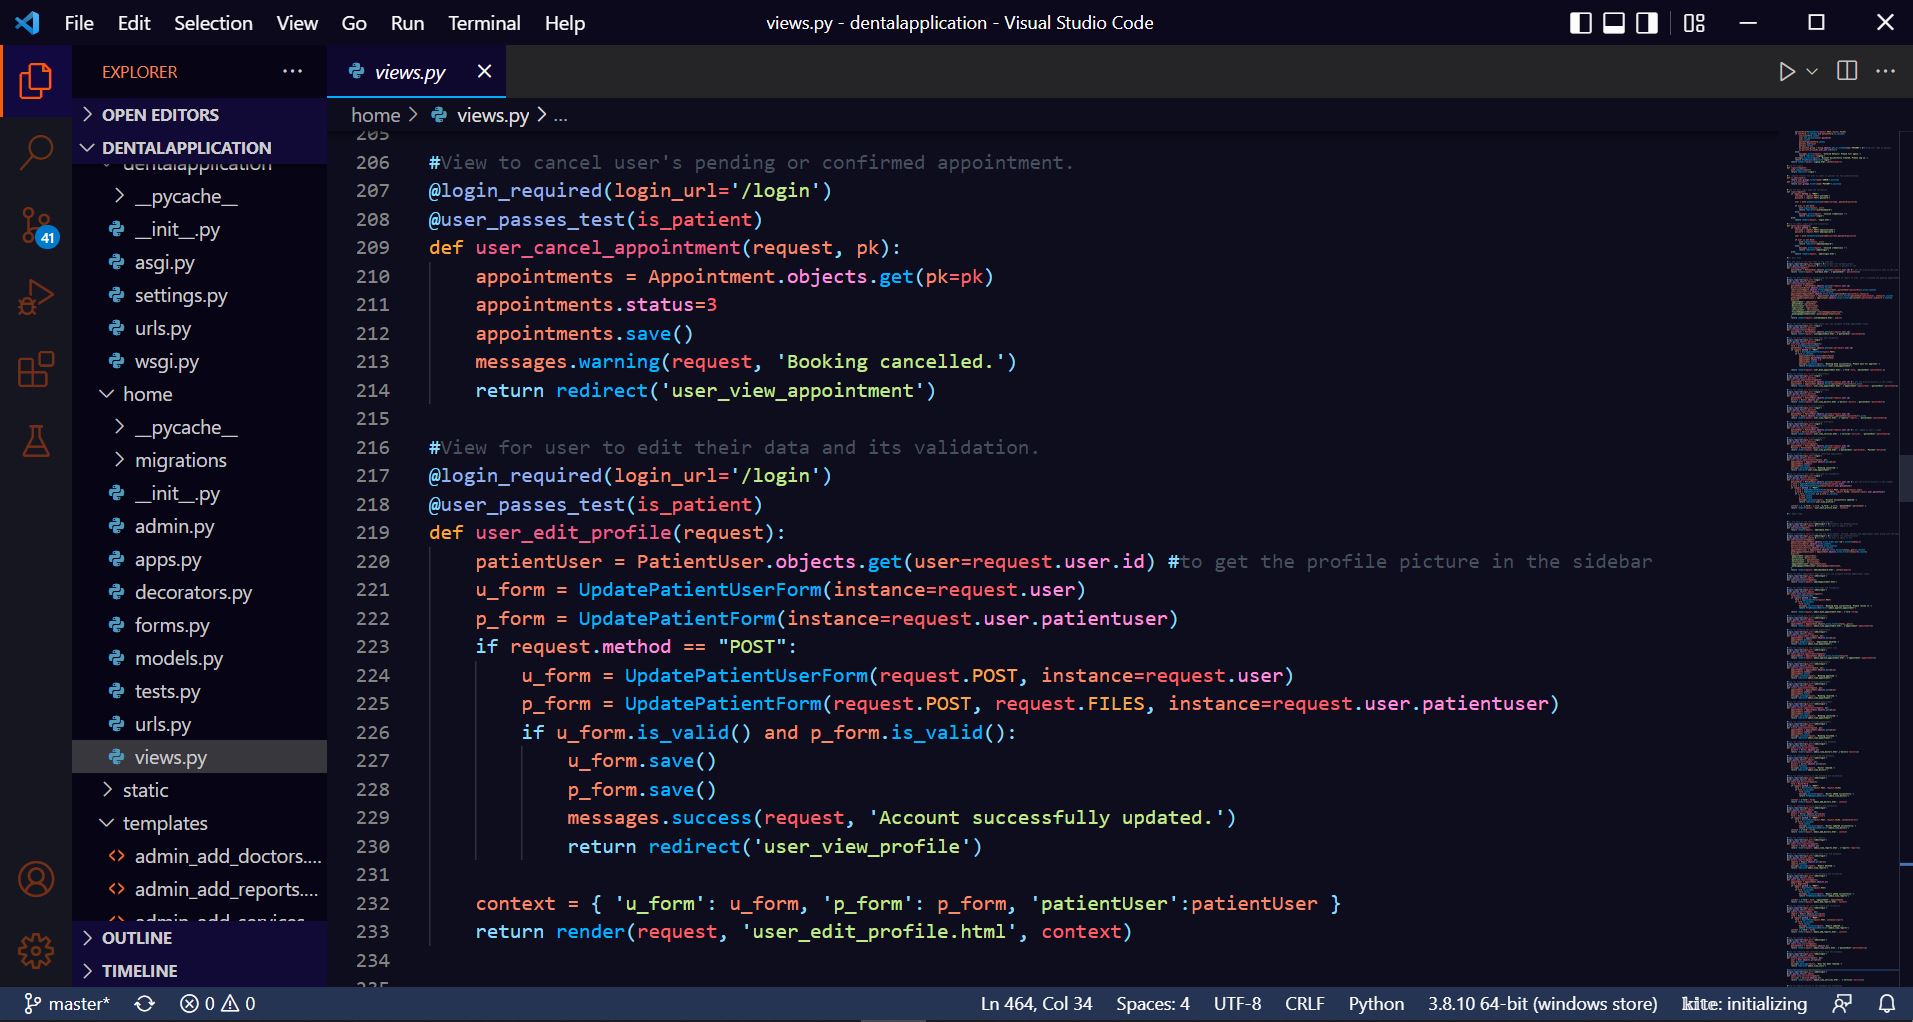 File Edit Selection View Go Run Terminal Help
views.py - dentalapplication - Visual Studio Code
EXPLORER
OPEN EDITORS
DENTALAPPLICATION
dentalapplication
__pycache__
__init__.py
asgi.py
settings.py
urls.py
wsgi.py
home
__pycache__
migrations
__init__.py
admin.py
apps.py
decorators.py
forms.py
models.py
tests.py
urls.py
views.py
static
templates
admin_add_doctors....
admin_add_reports....
admin_add_services
OUTLINE
TIMELINE
41
views.py
home > views.py > ...
205
206 #View to cancel user's pending or confirmed appointment.
207 @login_required(login_url='/login')
208 @user_passes_test(is_patient)
209 def user_cancel_appointment(request, pk):
210     appointments = Appointment.objects.get(pk=pk)
211     appointments.status=3
212     appointments.save()
213     messages.warning(request, 'Booking cancelled.')
214     return redirect('user_view_appointment')
215
216 #View for user to edit their data and its validation.
217 @login_required(login_url='/login')
218 @user_passes_test(is_patient)
219 def user_edit_profile(request):
220     patientUser = PatientUser.objects.get(user=request.user.id) #to get the profile picture in the sidebar
221     u_form = UpdatePatientUserForm(instance=request.user)
222     p_form = UpdatePatientForm(instance=request.user.patientuser)
223     if request.method == "POST":
224         u_form = UpdatePatientUserForm(request.POST, instance=request.user)
225         p_form = UpdatePatientForm(request.POST, request.FILES, instance=request.user.patientuser)
226         if u_form.is_valid() and p_form.is_valid():
227             u_form.save()
228             p_form.save()
229             messages.success(request, 'Account successfully updated.')
230             return redirect('user_view_profile')
231
232     context = { 'u_form': u_form, 'p_form': p_form, 'patientUser':patientUser }
233     return render(request, 'user_edit_profile.html', context)
234
235
master* 0 0 Ln 464, Col 34 Spaces: 4 UTF-8 CRLF Python 3.8.10 64-bit (windows store) kite: initializing